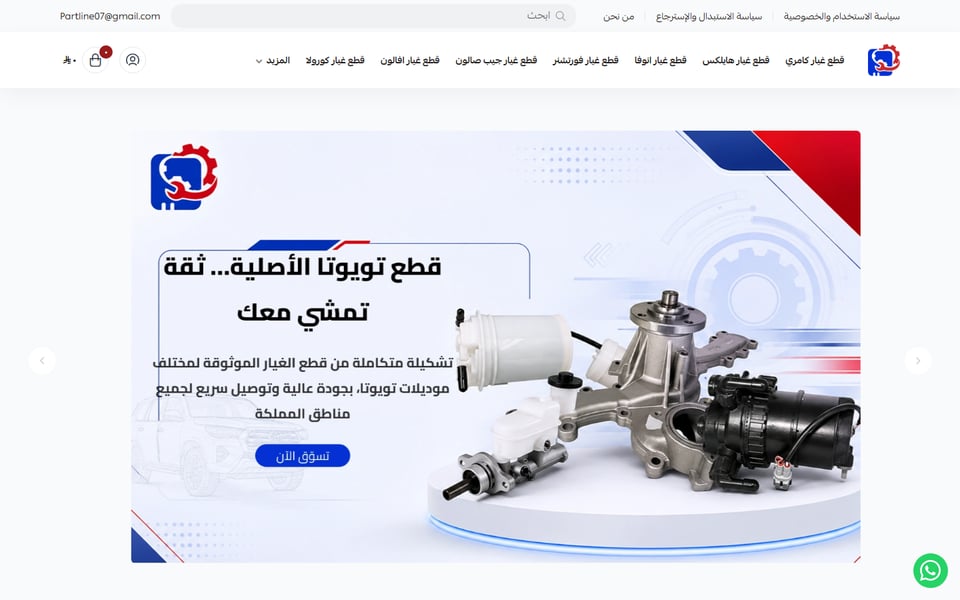 سياسة الاستخدام والخصوصية
سياسة الاستبدال والإسترجاع
من نحن
ابحث
Partline07@gmail.com
قطع غيار كامري
قطع غيار هايلكس
قطع غيار انوفا
قطع غيار فورتشنر
قطع غيار جيب صالون
قطع غيار افالون
قطع غيار كورولا
المزيد
٠
٠
قطع تويوتا الأصلية... ثقة
تمشي معك
تشكيلة متكاملة من قطع الغيار الموثوقة لمختلف
موديلات تويوتا، بجودة عالية وتوصيل سريع لجميع
مناطق المملكة
تسوّق الآن